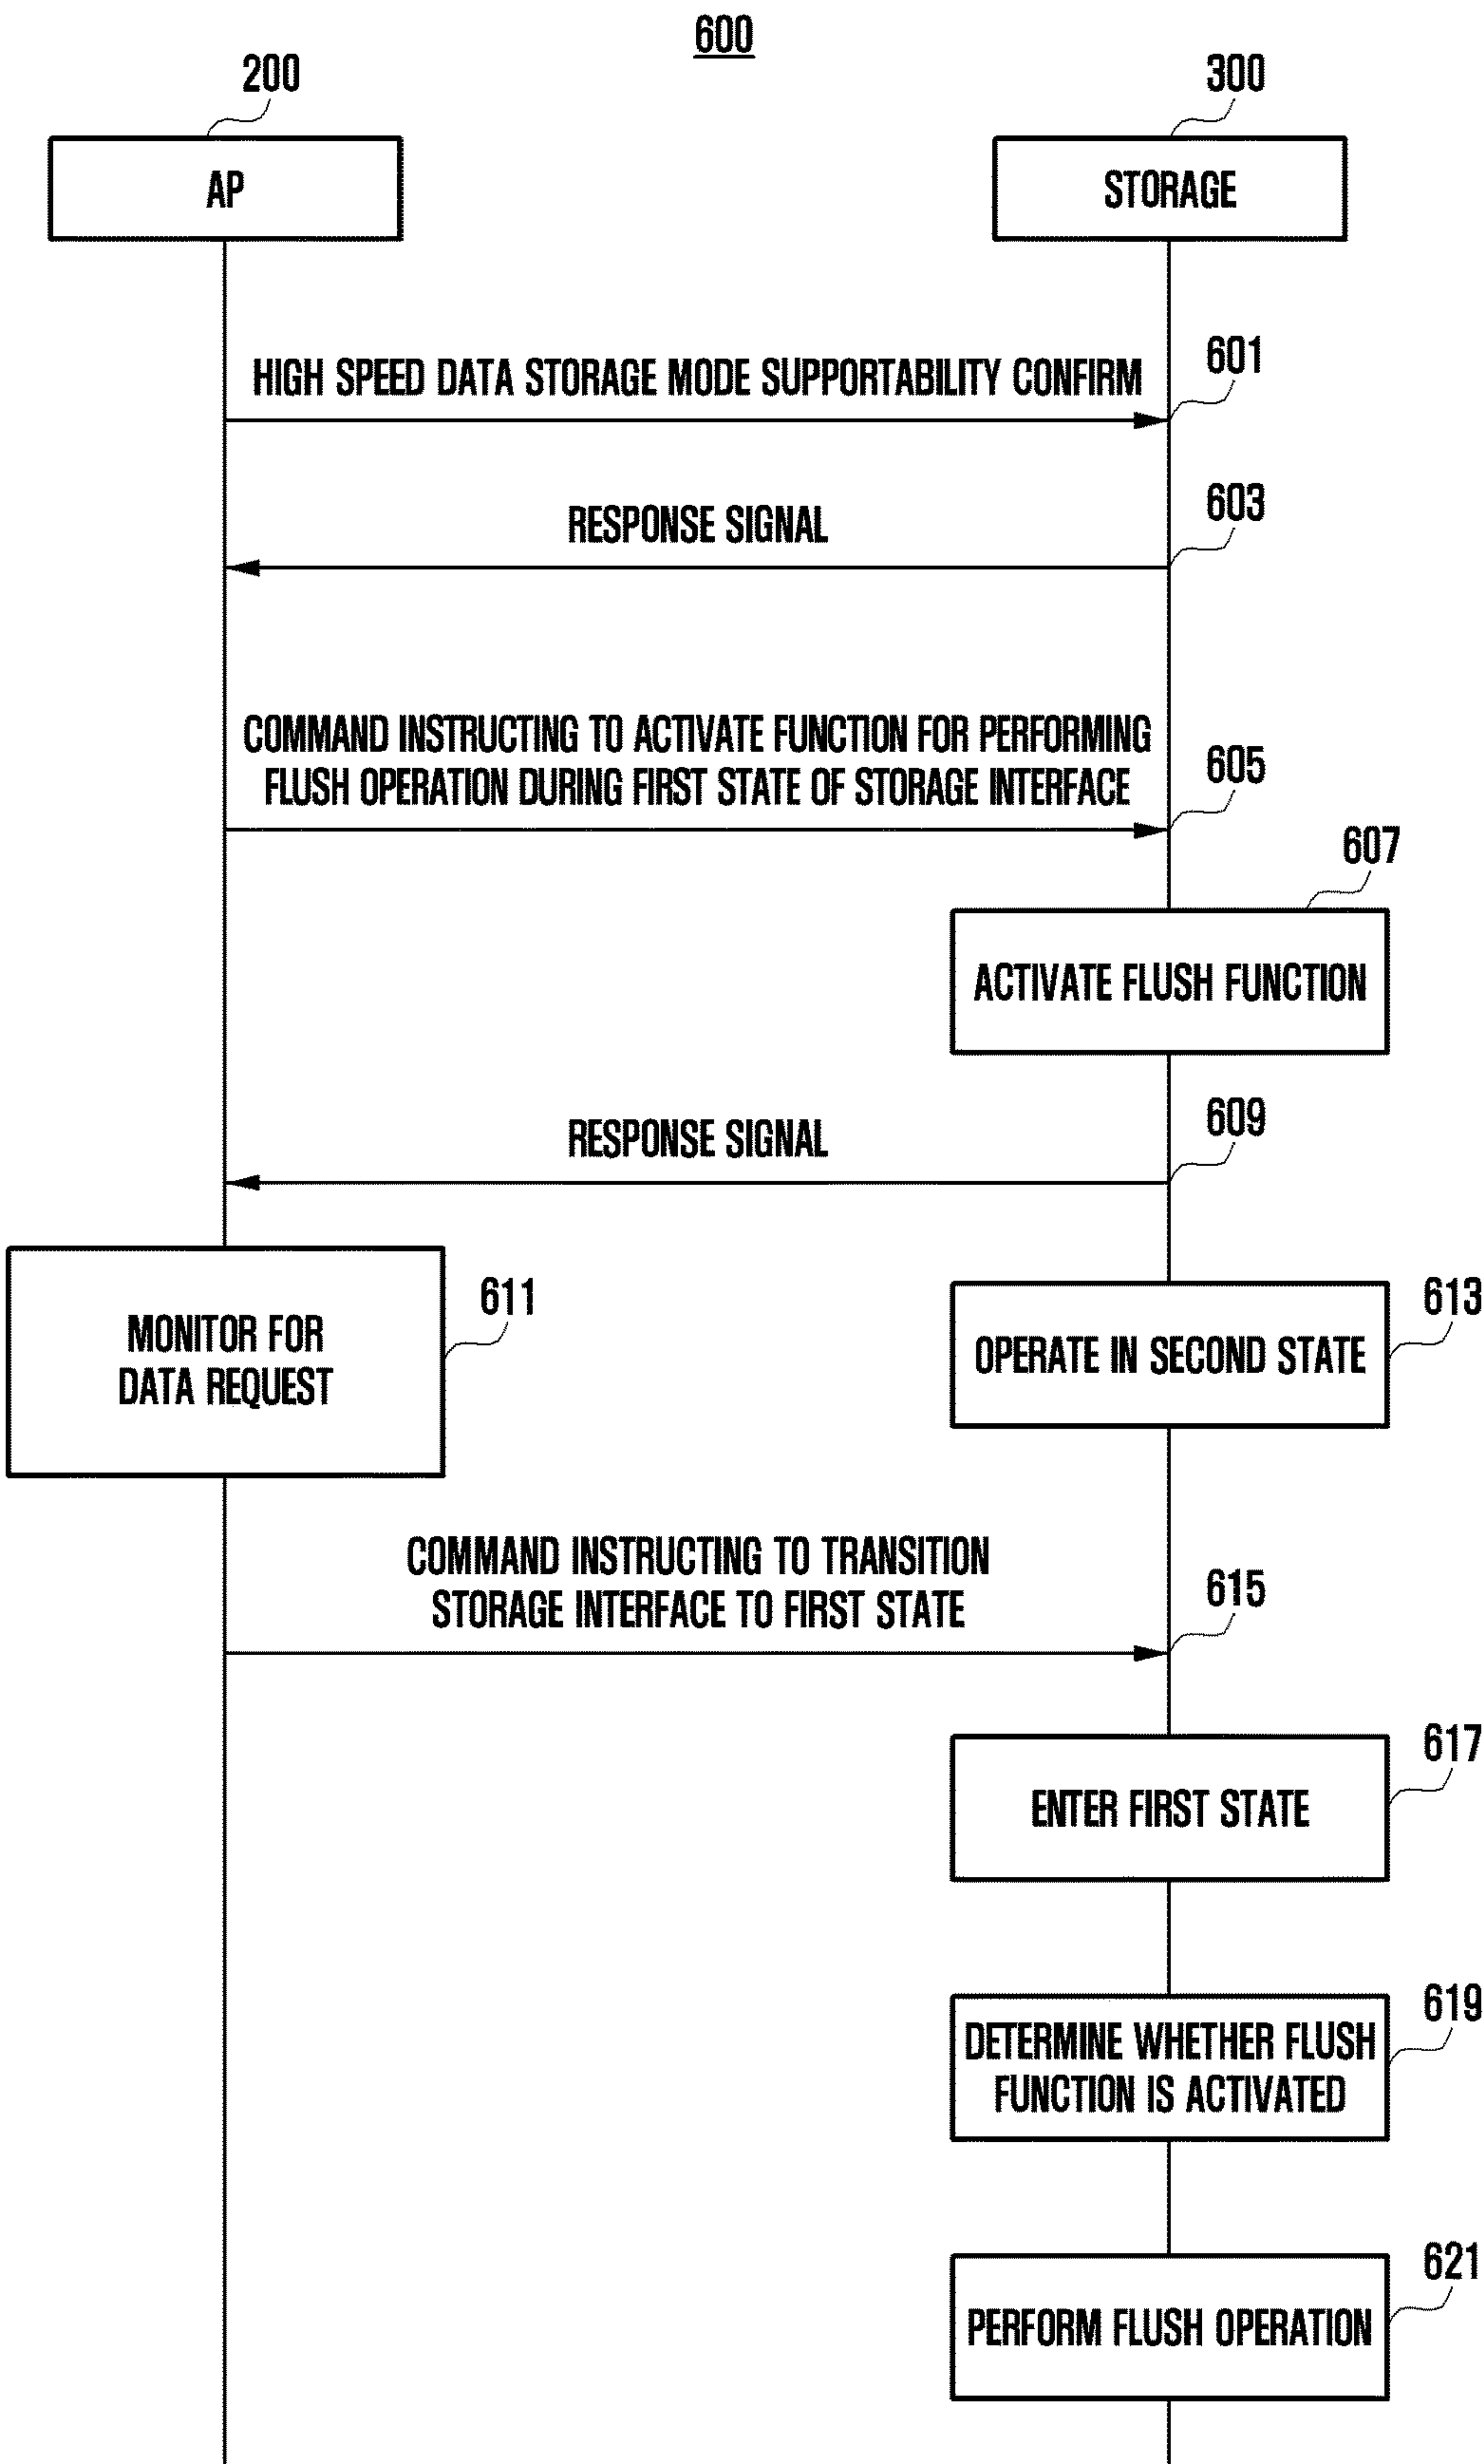 600
200
300
AP
STORAGE
HIGH SPEED DATA STORAGE MODE SUPPORTABILITY CONFIRM
601
RESPONSE SIGNAL
603
COMMAND INSTRUCTING TO ACTIVATE FUNCTION FOR PERFORMING
FLUSH OPERATION DURING FIRST STATE OF STORAGE INTERFACE
605
607
ACTIVATE FLUSH FUNCTION
RESPONSE SIGNAL
609
MONITOR FOR
DATA REQUEST
611
OPERATE IN SECOND STATE
613
COMMAND INSTRUCTING TO TRANSITION
STORAGE INTERFACE TO FIRST STATE
615
ENTER FIRST STATE
617
DETERMINE WHETHER FLUSH
FUNCTION IS ACTIVATED
619
PERFORM FLUSH OPERATION
621